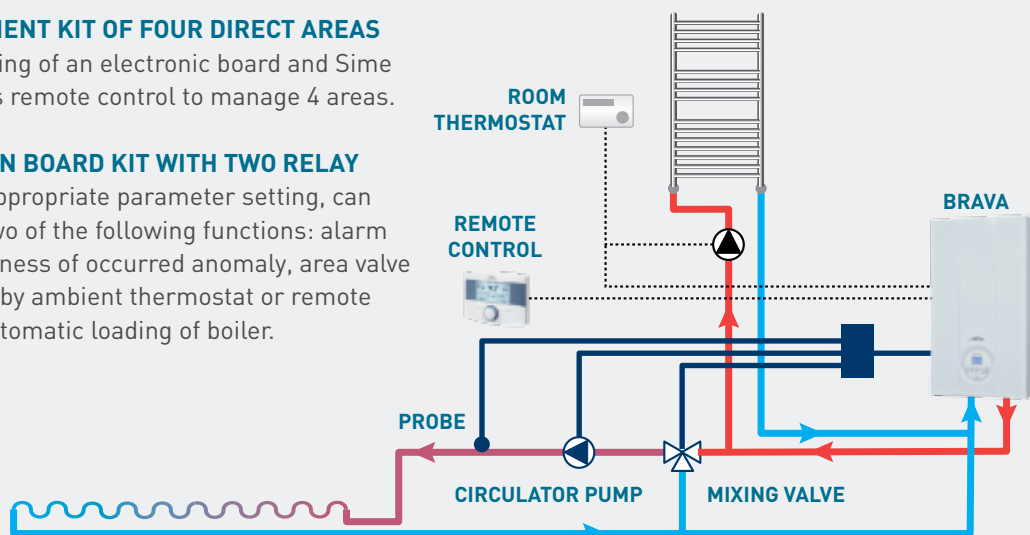 MENT KIT OF FOUR DIRECT AREAS
ing of an electronic board and Sime
s remote control to manage 4 areas.
N BOARD KIT WITH TWO RELAY
ppropriate parameter setting, can
wo of the following functions: alarm
ness of occurred anomaly, area valve
by ambient thermostat or remote
utomatic loading of boiler.
ROOM
THERMOSTAT
REMOTE
CONTROL
BRAVA
PROBE
CIRCULATOR PUMP
MIXING VALVE